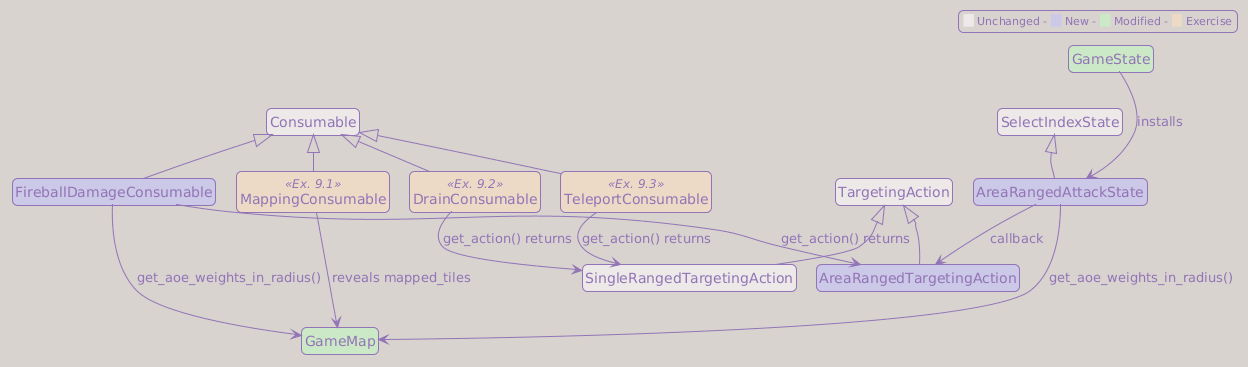 Unchanged - New - Modified - Exercise
GameState
Consumable
SelectIndexState
installs
FireballDamageConsumable
«Ex. 9.1»
MappingConsumable
«Ex. 9.2»
DrainConsumable
«Ex. 9.3»
TeleportConsumable
TargetingAction
AreaRangedAttackState
get_action() returns
get_action() returns
get_action() returns
callback
get_aoe_weights_in_radius()
reveals mapped_tiles
SingleRangedTargetingAction
AreaRangedTargetingAction
get_aoe_weights_in_radius()
GameMap